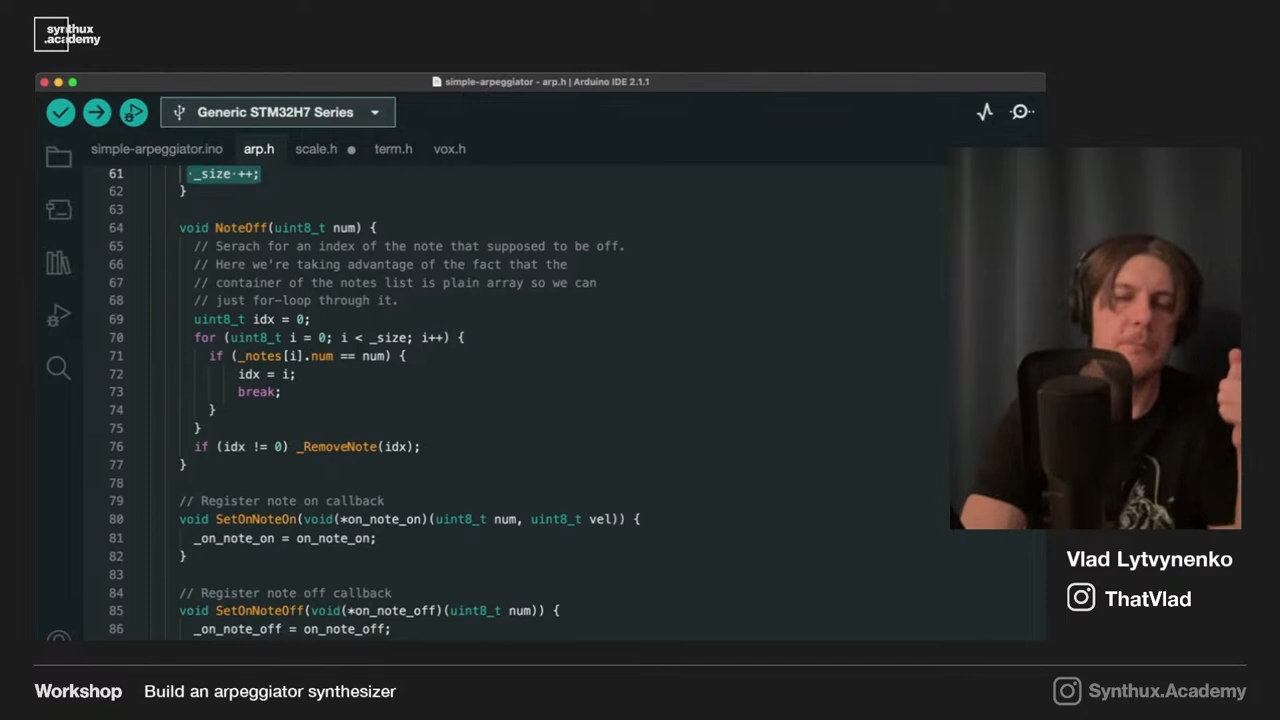 synthux
.academy
simple-arpeggiator - arp.h | Arduino IDE 2.1.1
Generic STM32H7 Series
simple-arpeggiator.ino arp.h scale.h term.h vox.h
61 _size ++;
62 }
63
64 void NoteOff(uint8_t num) {
65 // Serach for an index of the note that supposed to be off.
66 // Here we're taking advantage of the fact that the
67 // container of the notes list is plain array so we can
68 // just for-loop through it.
69 uint8_t idx = 0;
70 for (uint8_t i = 0; i < _size; i++) {
71 if (_notes[i].num == num) {
72 idx = i;
73 break;
74 }
75 }
76 if (idx != 0) _RemoveNote(idx);
77 }
78
79 // Register note on callback
80 void SetOnNoteOn(void(*on_note_on)(uint8_t num, uint8_t vel)) {
81 _on_note_on = on_note_on;
82 }
83
84 // Register note off callback
85 void SetOnNoteOff(void(*on_note_off)(uint8_t num)) {
86 _on_note_off = on_note_off;
Vlad Lytvynenko
ThatVlad
Workshop Build an arpeggiator synthesizer
Synthux.Academy